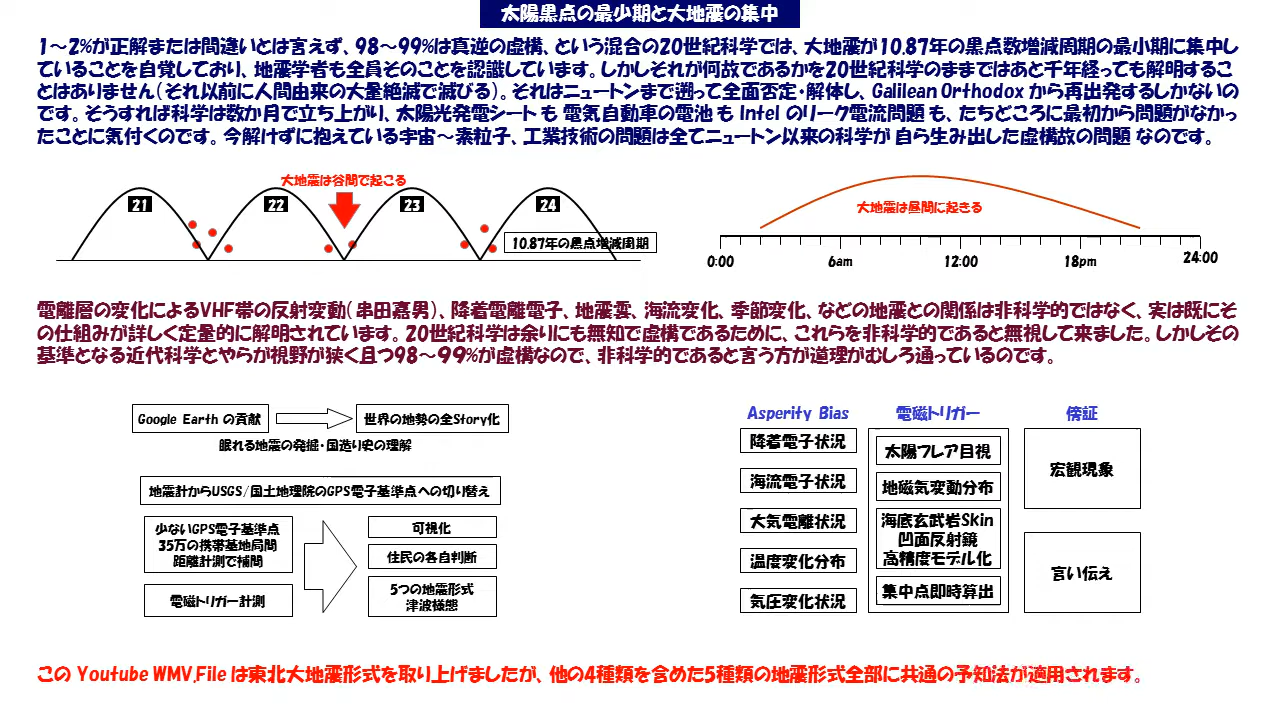 太陽黒点の最少期と大地震の集中
1～2%が正解または間違いとは言えず、98～99%は真逆の虚構、という混合の20世紀科学では、大地震が10.87年の黒点数増減周期の最小期に集中し
ていることを自覚しており、地震学者も全員そのことを認識しています。しかしそれが何故であるかを20世紀科学のままではあと千年経っても解明するこ
とはありません（それ以前に人間由来の大量絶滅で滅びる）。それはニュートンまで遡って全面否定・解体し、Galilean Orthodox から再出発するしかないの
です。そうすれば科学は数か月で立ち上がり、太陽光発電シート も 電気自動車の電池 も Intel のリーク電流問題 も、たちどころに最初から問題がなかっ
たことに気付くのです。今解けずに抱えている宇宙～素粒子、工業技術の問題は全てニュートン以来の科学が 自ら生み出した虚構故の問題 なのです。
大地震は谷間で起こる
21
22
23
24
10.87年の黒点増減周期
大地震は昼間に起きる
0:00
6am
12:00
18pm
24:00
電離層の変化によるVHF帯の反射変動（串田嘉男）、降着電離電子、地震雲、海流変化、季節変化、などの地震との関係は非科学的ではなく、実は既にそ
の仕組みが詳しく定量的に解明されています。20世紀科学は余りにも無知で虚構であるために、これらを非科学的であると無視して来ました。しかしその
基準となる近代科学とやらが視野が狭く且つ98～99%が虚構なので、非科学的であると言う方が道理がむしろ通っているのです。
Google Earth の貢献
世界の地勢の全Story化
眠れる地震の発掘・国造り史の理解
地震計からUSGS/国土地理院のGPS電子基準点への切り替え
少ないGPS電子基準点
35万の携帯基地局間
距離計測で補間
電磁トリガー計測
可視化
住民の各自判断
5つの地震形式
津波様態
Asperity Bias
電磁トリガー
傍証
降着電子状況
海流電子状況
大気電離状況
温度変化分布
気圧変化状況
太陽フレア目視
地磁気変動分布
海底玄武岩Skin
凹面反射鏡
高精度モデル化
集中点即時算出
宏観現象
言い伝え
この Youtube WMV.File は東北大地震形式を取り上げましたが、他の4種類を含めた5種類の地震形式全部に共通の予知法が適用されます。